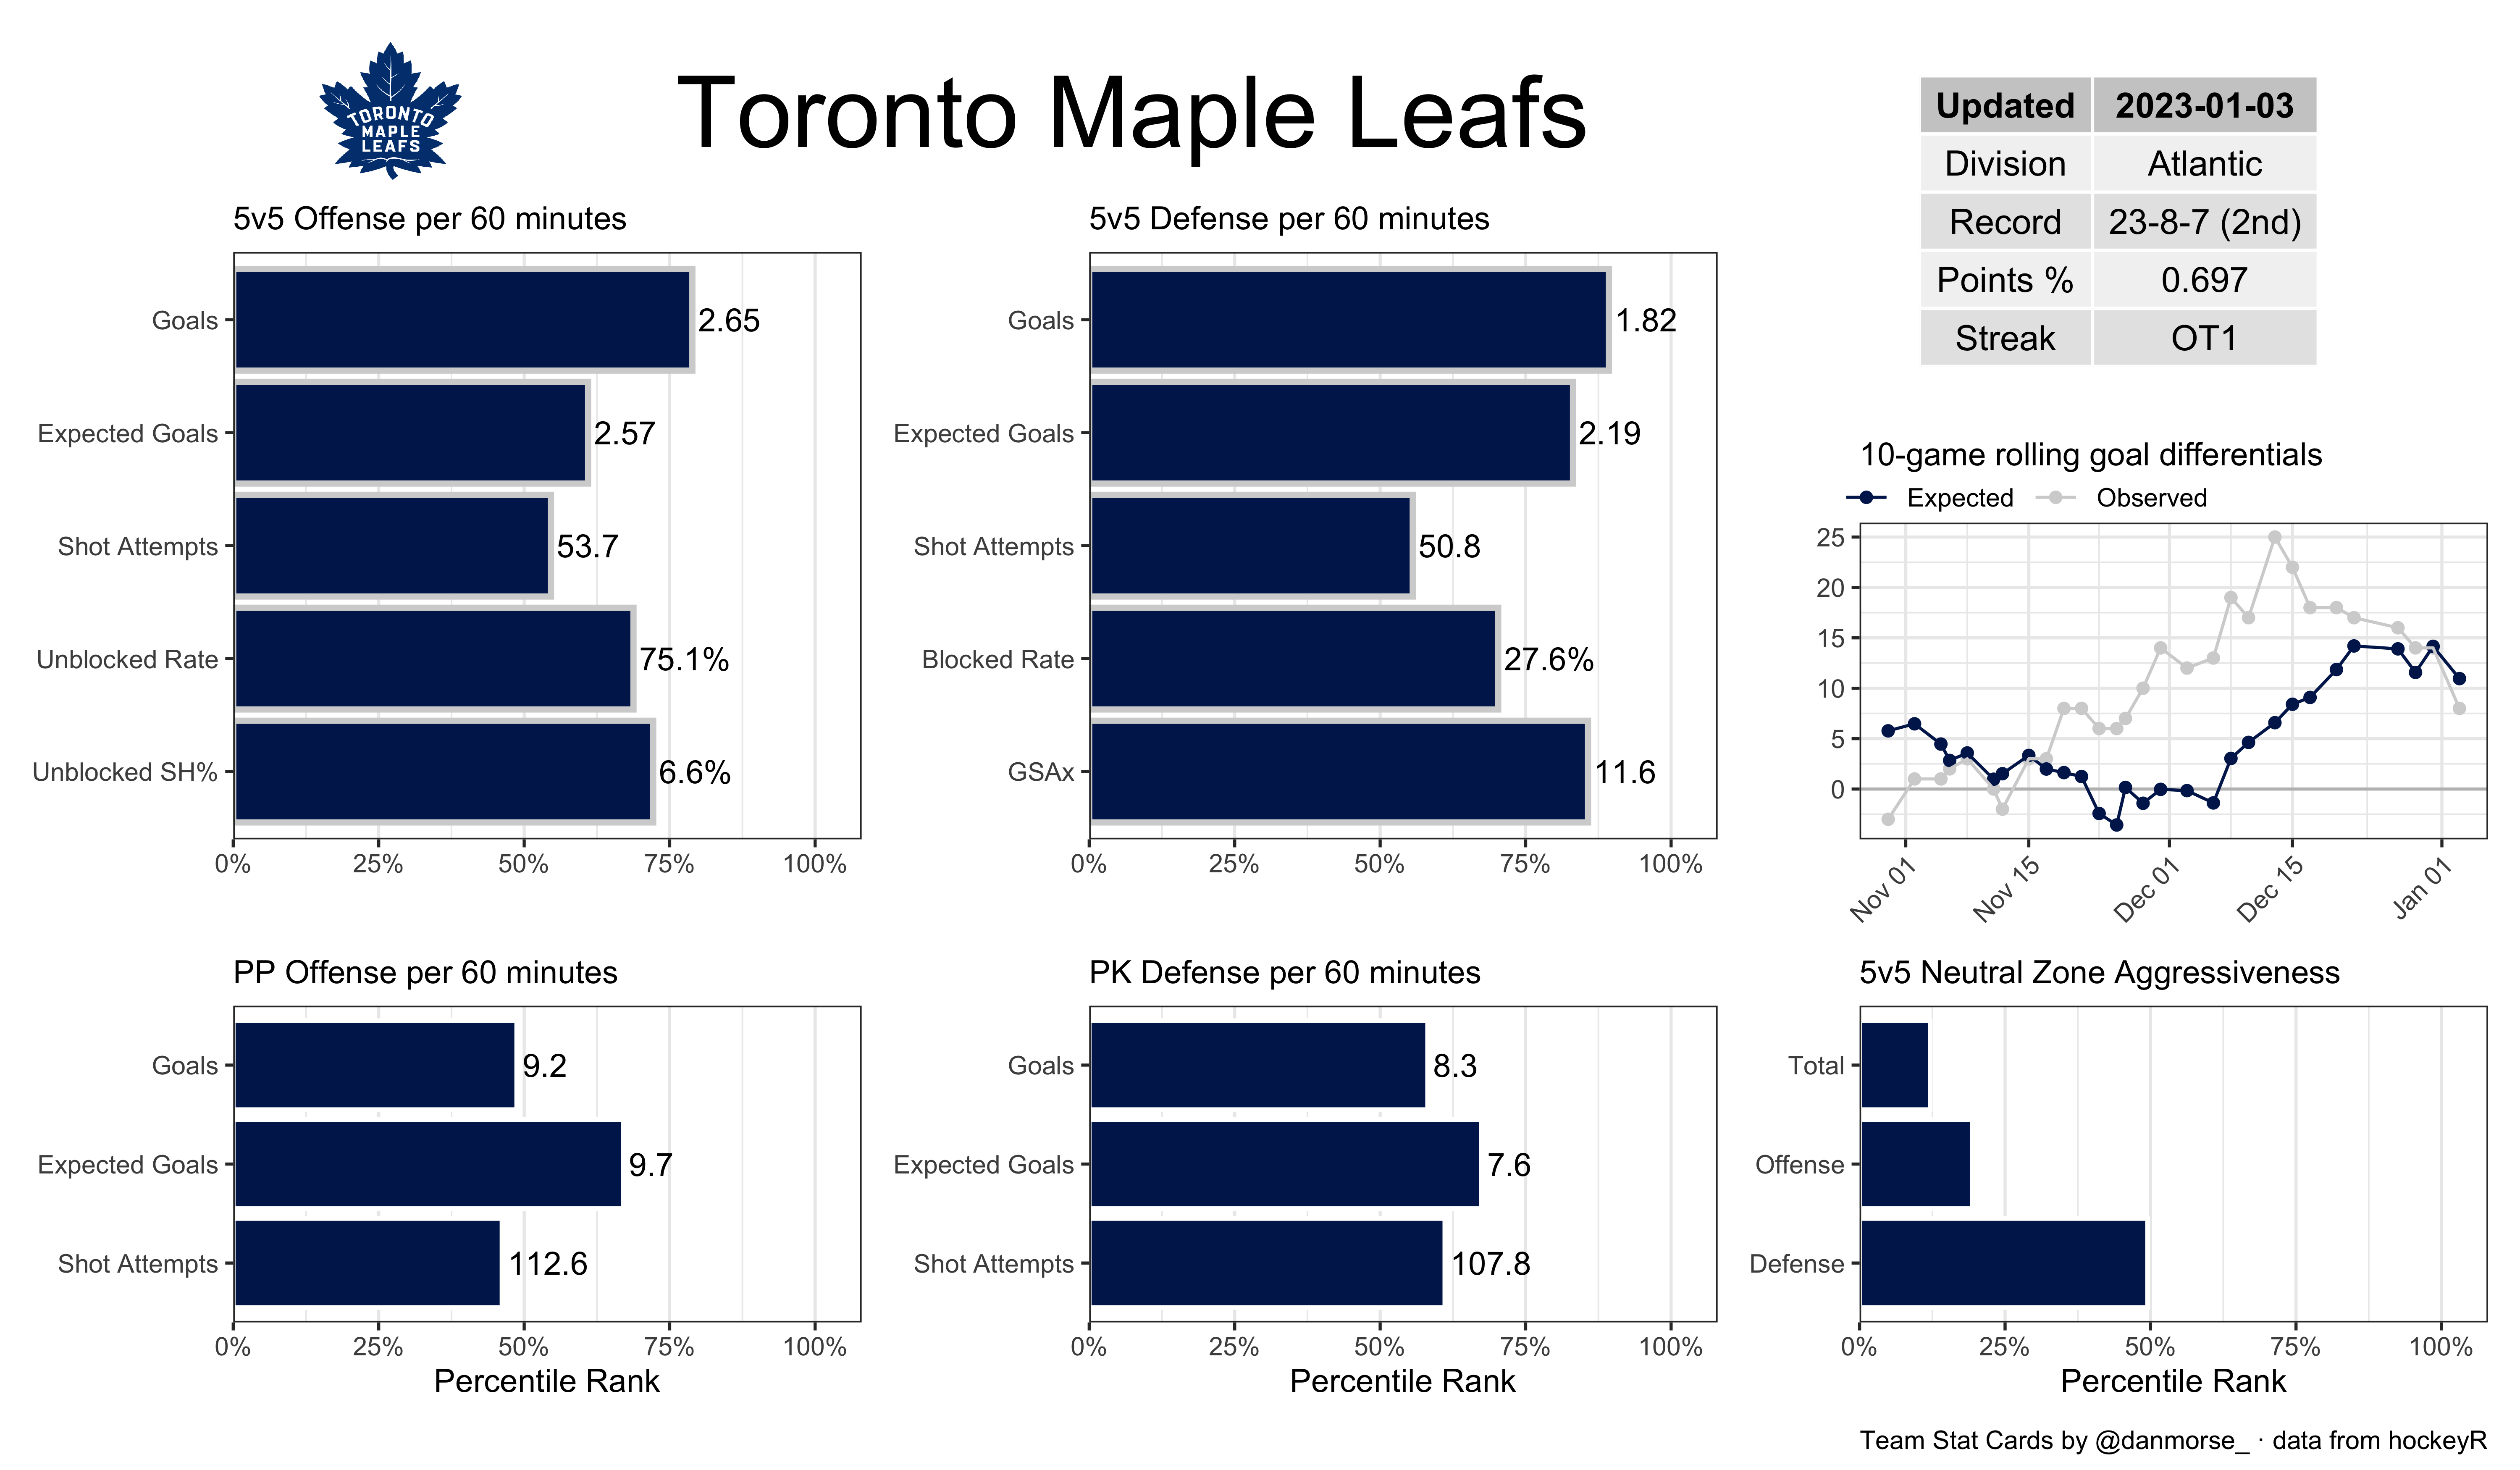 TORONTO
MAPLE
LEAFS
Toronto Maple Leafs
Updated 2023-01-03
Division Atlantic
Record 23-8-7 (2nd)
Points % 0.697
Streak OT1
5v5 Offense per 60 minutes
Goals 2.65
Expected Goals 2.57
Shot Attempts 53.7
Unblocked Rate 75.1%
Unblocked SH% 6.6%
0% 25% 50% 75% 100%
5v5 Defense per 60 minutes
Goals 1.82
Expected Goals 2.19
Shot Attempts 50.8
Blocked Rate 27.6%
GSAx 11.6
0% 25% 50% 75% 100%
10-game rolling goal differentials
Expected Observed
25
20
15
10
5
0
Nov 01 Nov 15 Dec 01 Dec 15 Jan 01
PP Offense per 60 minutes
Goals 9.2
Expected Goals 9.7
Shot Attempts 112.6
0% 25% 50% 75% 100%
Percentile Rank
PK Defense per 60 minutes
Goals 8.3
Expected Goals 7.6
Shot Attempts 107.8
0% 25% 50% 75% 100%
Percentile Rank
5v5 Neutral Zone Aggressiveness
Total
Offense
Defense
0% 25% 50% 75% 100%
Percentile Rank
Team Stat Cards by @danmorse_ · data from hockeyR